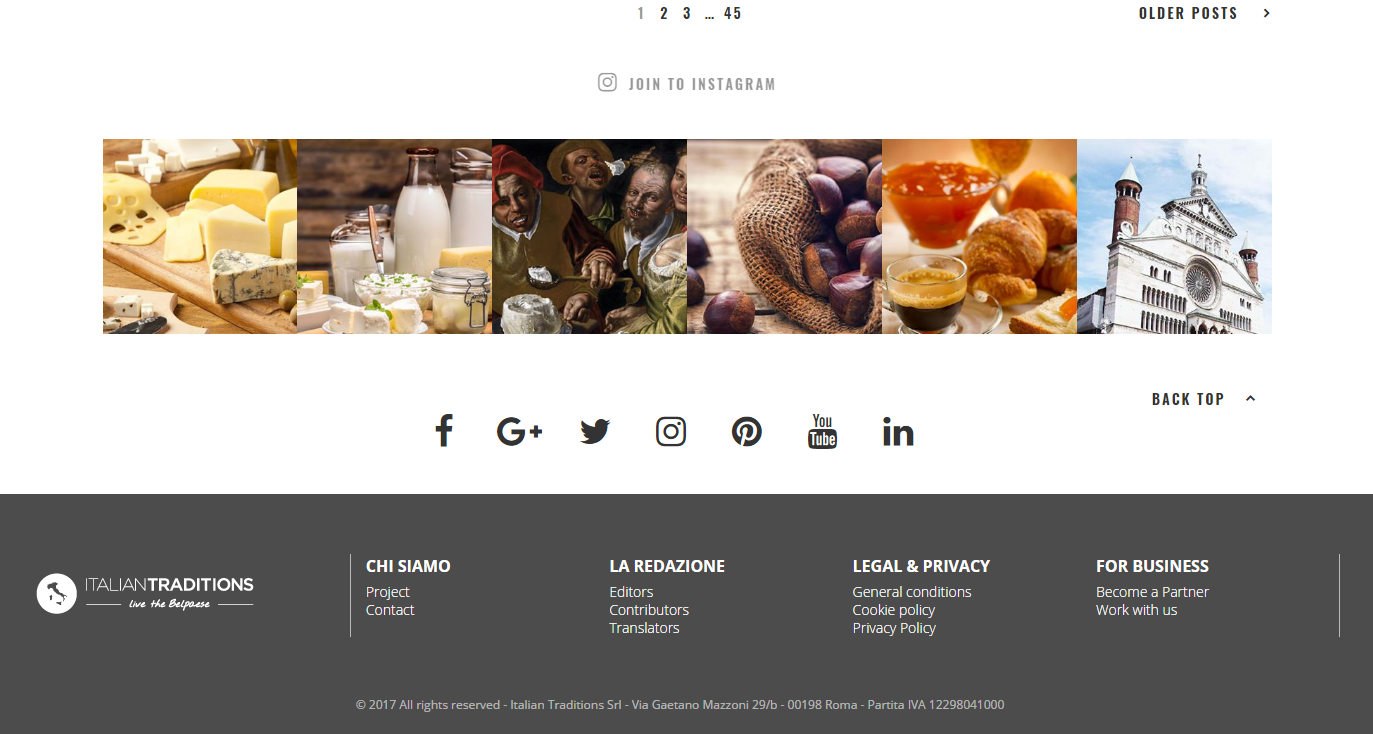 1 2 3 ... 45
OLDER POSTS
JOIN TO INSTAGRAM
BACK TOP
You
Tube
ITALIANTRADITIONS
live the Belpaese
CHI SIAMO
Project
Contact
LA REDAZIONE
Editors
Contributors
Translators
LEGAL & PRIVACY
General conditions
Cookie policy
Privacy Policy
FOR BUSINESS
Become a Partner
Work with us
© 2017 All rights reserved - Italian Traditions Srl - Via Gaetano Mazzoni 29/b - 00198 Roma - Partita IVA 12298041000